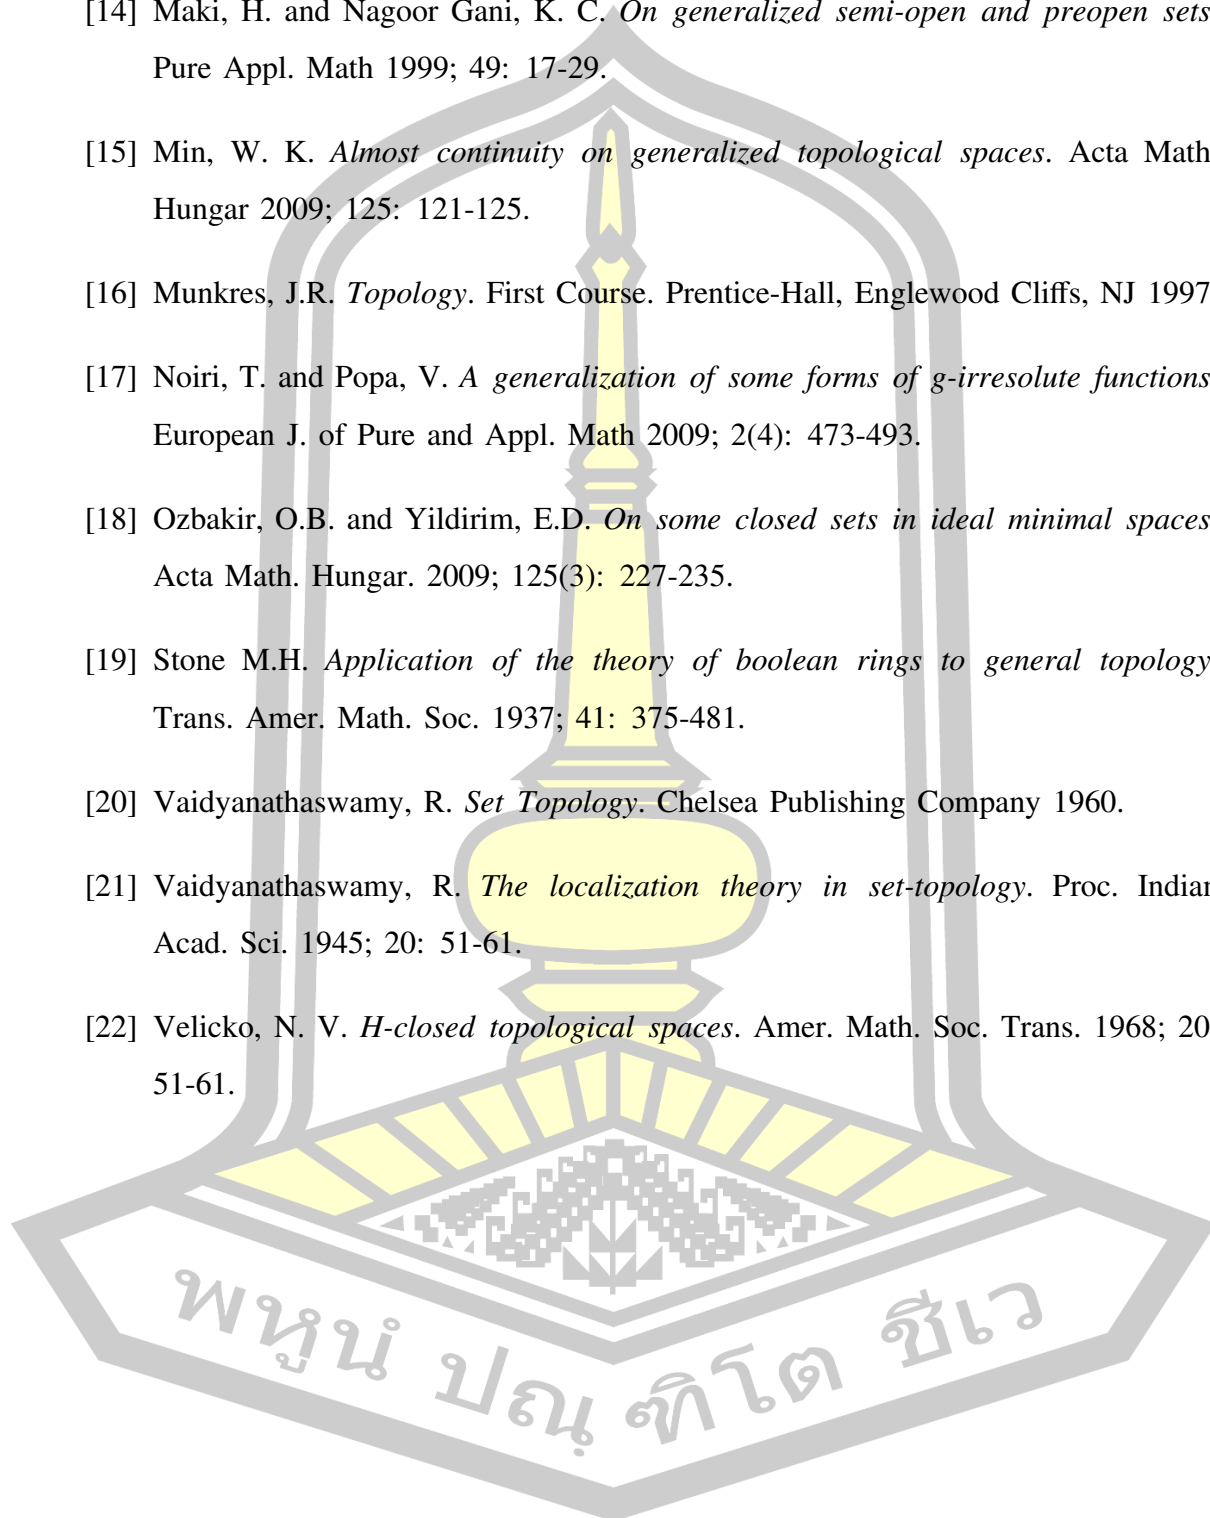 [14] Maki, H. and Nagoor Gani, K. C. On generalized semi-open and preopen sets
Pure Appl. Math 1999; 49: 17-29.
[15] Min, W. K. Almost continuity on generalized topological spaces. Acta Math
Hungar 2009; 125: 121-125.
[16] Munkres, J.R. Topology. First Course. Prentice-Hall, Englewood Cliffs, NJ 1997
[17] Noiri, T. and Popa, V. A generalization of some forms of g-irresolute functions
European J. of Pure and Appl. Math 2009; 2(4): 473-493.
[18] Ozbakir, O.B. and Yildirim, E.D. On some closed sets in ideal minimal spaces
Acta Math. Hungar. 2009; 125(3): 227-235.
[19] Stone M.H. Application of the theory of boolean rings to general topology
Trans. Amer. Math. Soc. 1937; 41: 375-481.
[20] Vaidyanathaswamy, R. Set Topology. Chelsea Publishing Company 1960.
[21] Vaidyanathaswamy, R. The localization theory in set-topology. Proc. Indian
Acad. Sci. 1945; 20: 51-61.
[22] Velicko, N. V. H-closed topological spaces. Amer. Math. Soc. Trans. 1968; 20
51-61.
พหูนํ ปณฺฑิโต ชีเว